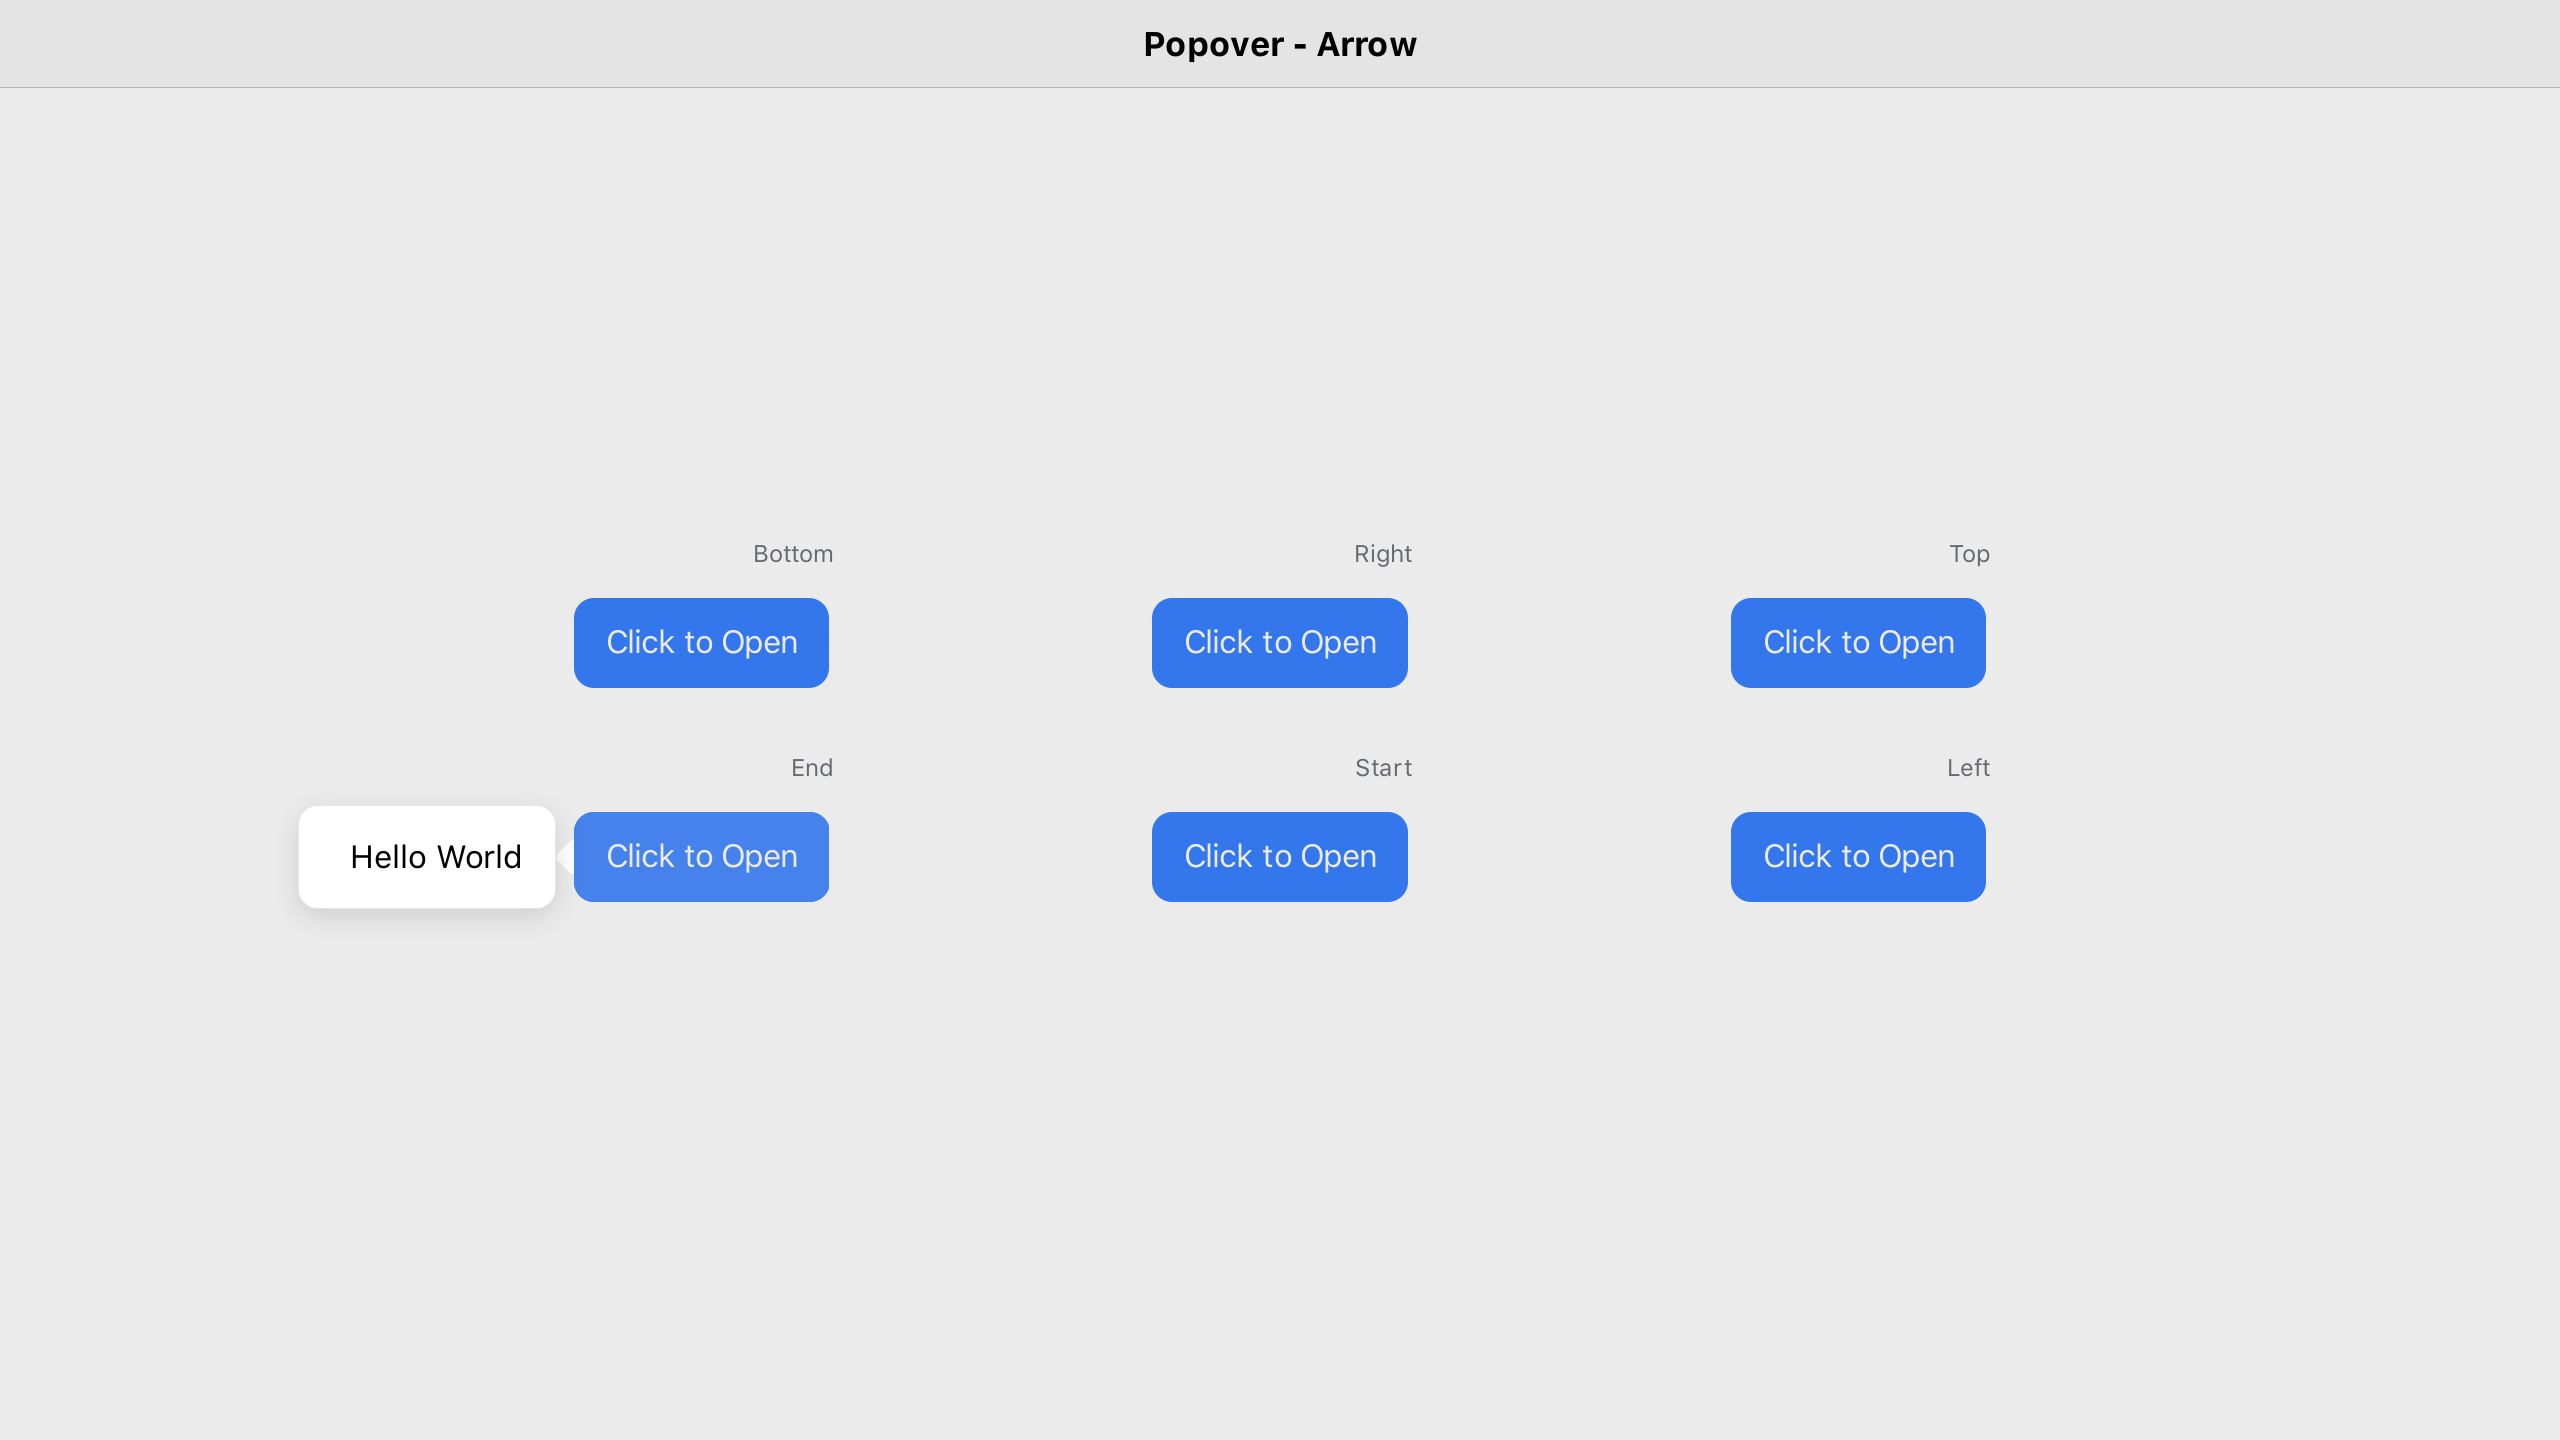 Popover - Arrow
Bottom
Right
Top
Click to Open
Click to Open
Click to Open
End
Start
Left
Hello World
Click to Open
Click to Open
Click to Open